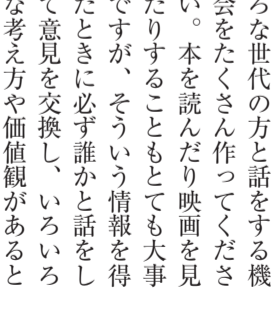 ろな世代の方と話をする機
会をたくさん作ってくださ
い。本を読んだり映画を見
たりすることもとても大事
ですが、そういう情報を得
たときに必ず誰かと話をし
て意見を交換し、いろいろ
な考え方や価値観があると